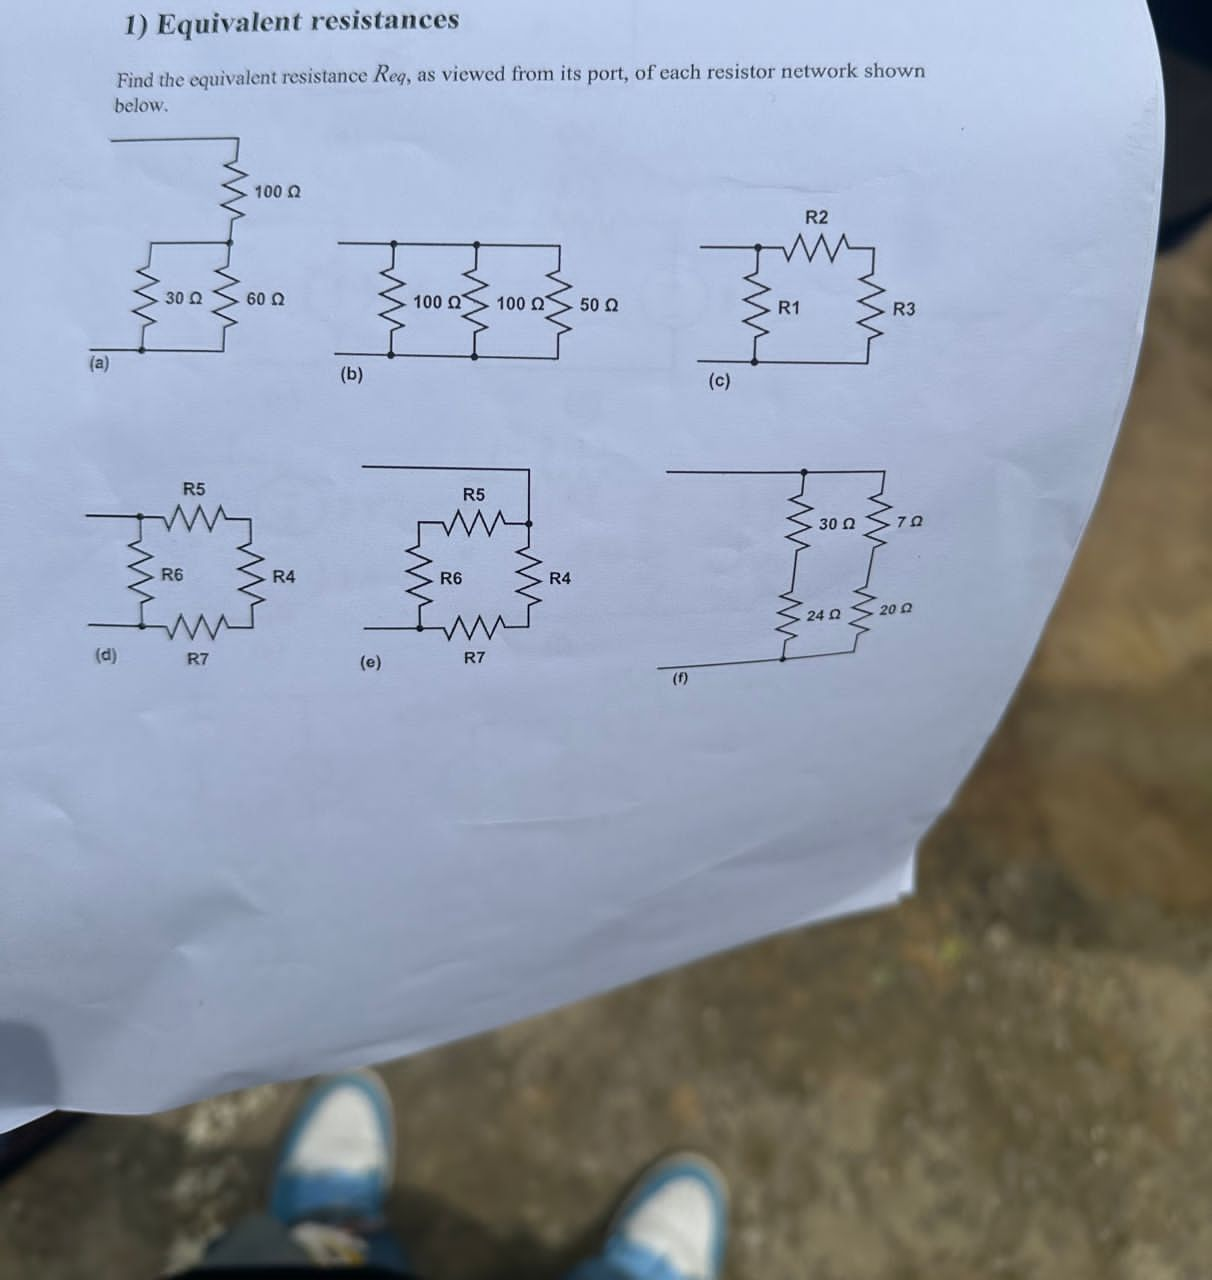 1) Equivalent resistances
Find the equivalent resistance Req, as viewed from its port, of each resistor network shown
below.
100 Ω
30 Ω
60 Ω
(a)
100 Ω
100 Ω
50 Ω
(b)
R2
R1
R3
(c)
R5
R6
R4
R7
(d)
R5
R6
R4
R7
(e)
30 Ω
7 Ω
24 Ω
20 Ω
(f)